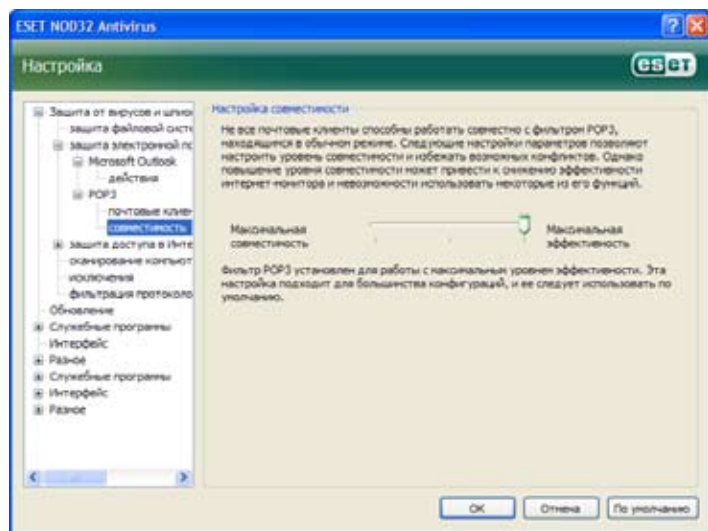 ESET NOD32 Antivirus
Настройка
eset
Защита от вирусов и шпио
защита файловой систе
защита электронной по
Microsoft Outlook
действия
POP3
почтовые клиен
совместимость
защита доступа в Инте
сканирование компьют
исключения
фильтрация протоколо
Обновление
Служебные программы
Интерфейс
Разное
Служебные программы
Интерфейс
Разное
Настройка совместимости
Не все почтовые клиенты способны работать совместно с фильтром POP3,
находящимся в обычном режиме. Следующие настройки параметров позволяют
настроить уровень совместимости и избежать возможных конфликтов. Однако
повышение уровня совместимости может привести к снижению эффективности
интернет-монитора и невозможности использовать некоторые из его функций.
Максимальная
совместимость
Максимальная
эффективность
Фильтр POP3 установлен для работы с максимальным уровнем эффективности. Эта
настройка подходит для большинства конфигураций, и ее следует использовать по
умолчанию.
OK
Отмена
По умолчанию